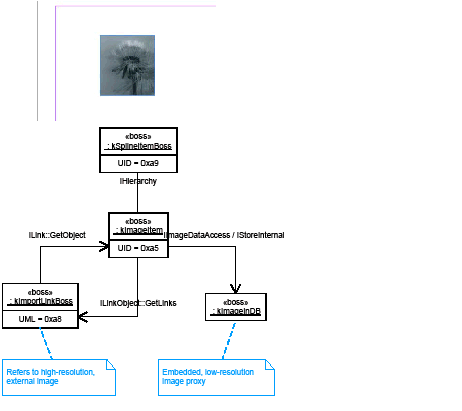 «boss»
: kSplineItemBoss
UID = 0xa9
IHierarchy
«boss»
: kImageItem
UID = 0xa5
ILink::GetObject
IImageDataAccess / IStoreInternal
ILinkObject::GetLinks
«boss»
: kImportLinkBoss
UML = 0xa8
«boss»
: kImageInDB
Refers to high-resolution,
external image
Embedded, low-resolution
image proxy